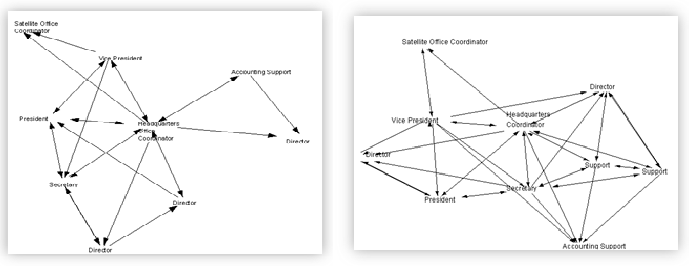 Satellite Office
Coordinator
Vice President
Accounting Support
President
Headquarters
Office
Coordinator
Director
Secretary
Director
Director
Satellite Office Coordinator
Director
Vice President
Headquarters
Coordinator
Director
Support
Support
Secretary
President
Accounting Support